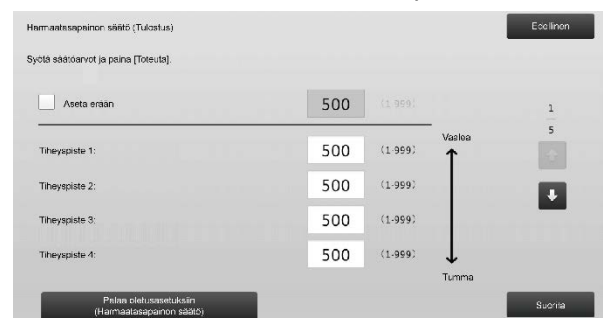 Harmaatasapainon säätö (Tulostus)
Edellinen
Syötä säätöarvot ja paina [Toteuta].
Aseta erään 500 (1-999)
1
5
Vaalea
Tiheyspiste 1: 500 (1-999)
Tiheyspiste 2: 500 (1-999)
Tiheyspiste 3: 500 (1-999)
Tiheyspiste 4: 500 (1-999)
Tumma
Palaa oletusasetuksiin
(Harmaatasapainon säätö)
Suorita